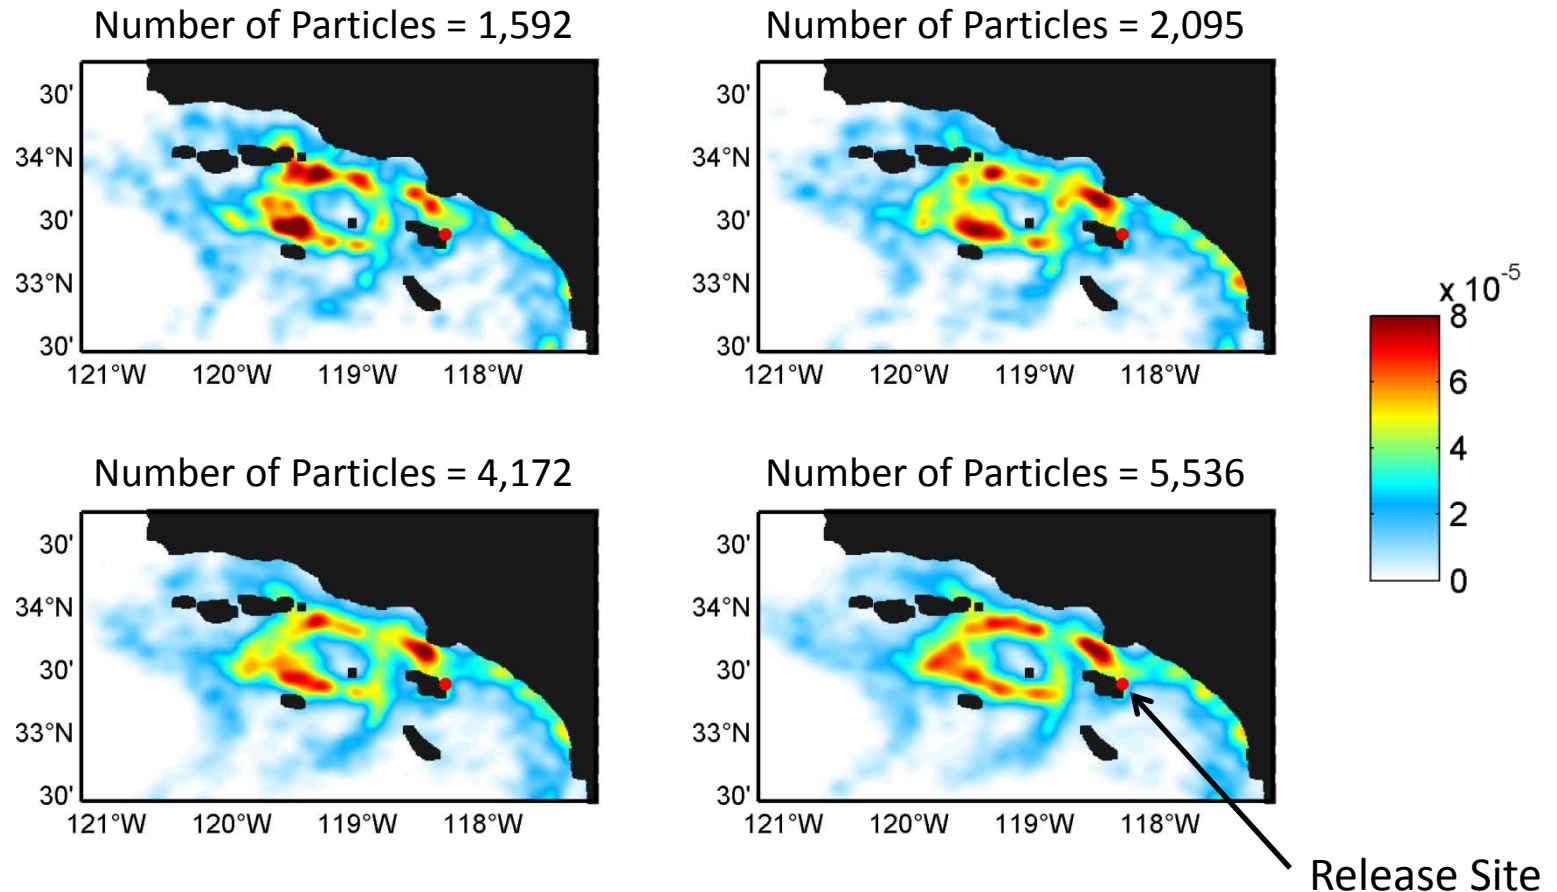 Number of Particles = 1,592
30'
34°N
30'
33°N
30'
121°W 120°W 119°W 118°W
Number of Particles = 2,095
30'
34°N
30'
33°N
30'
121°W 120°W 119°W 118°W
x 10-5
8
6
4
2
0
Number of Particles = 4,172
30'
34°N
30'
33°N
30'
121°W 120°W 119°W 118°W
Number of Particles = 5,536
30'
34°N
30'
33°N
30'
121°W 120°W 119°W 118°W
Release Site